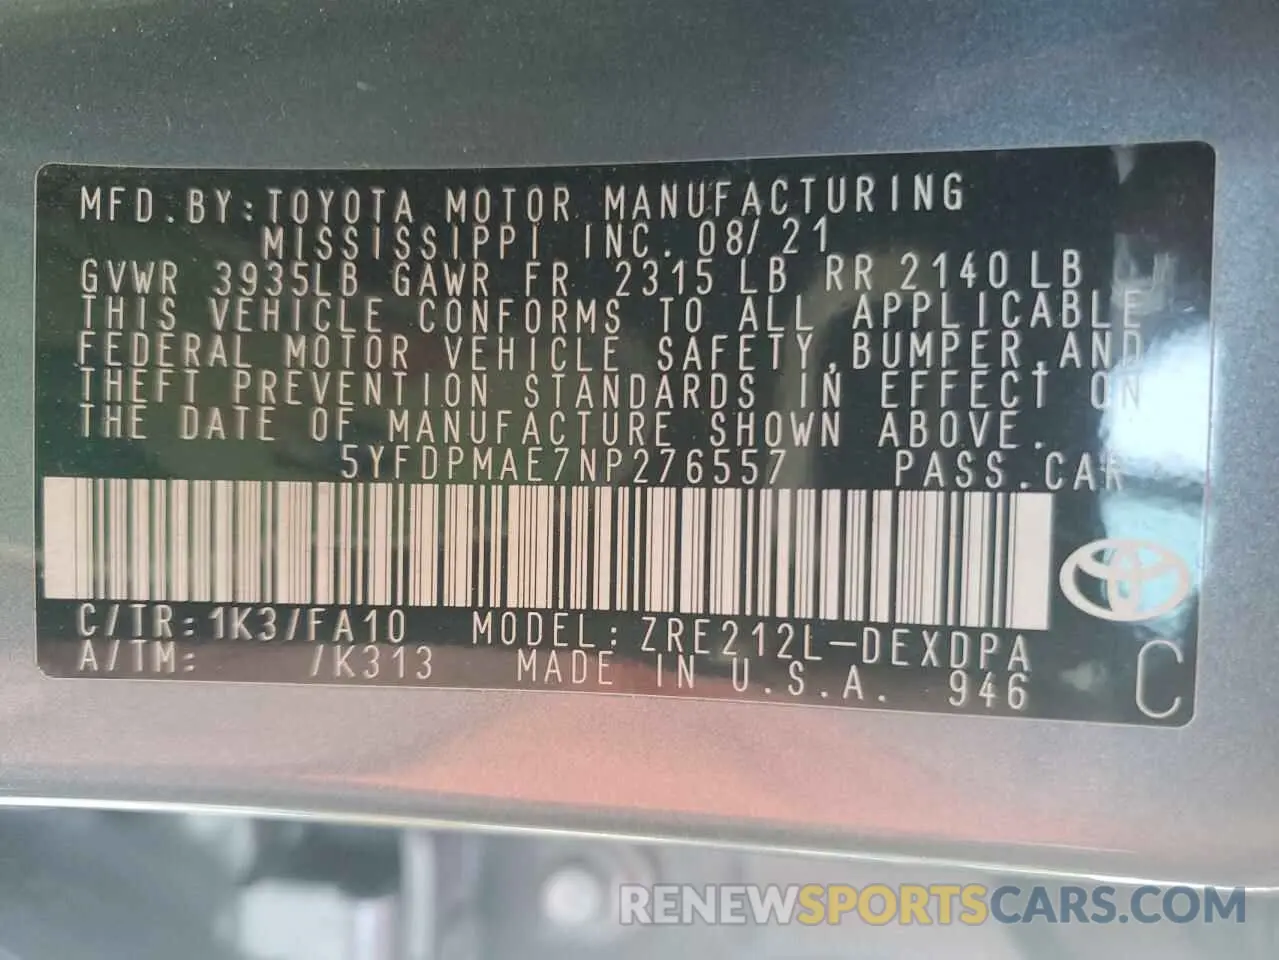 MFD.BY:TOYOTA MOTOR MANUFACTURING
MISSISSIPPI INC. 08/21
GVWR 3935LB GAWR FR 2315 LB RR 2140 LB
THIS VEHICLE CONFORMS TO ALL APPLICABLE
FEDERAL MOTOR VEHICLE SAFETY,BUMPER,AND
THEFT PREVENTION STANDARDS IN EFFECT ON
THE DATE OF MANUFACTURE SHOWN ABOVE.
5YFDPMAE7NP276557 PASS.CAR
C/TR:1K3/FA10 MODEL:ZRE212L-DEXDPA
A/TM: /K313 MADE IN U.S.A. 946
C
RENEWSPORTSCARS.COM